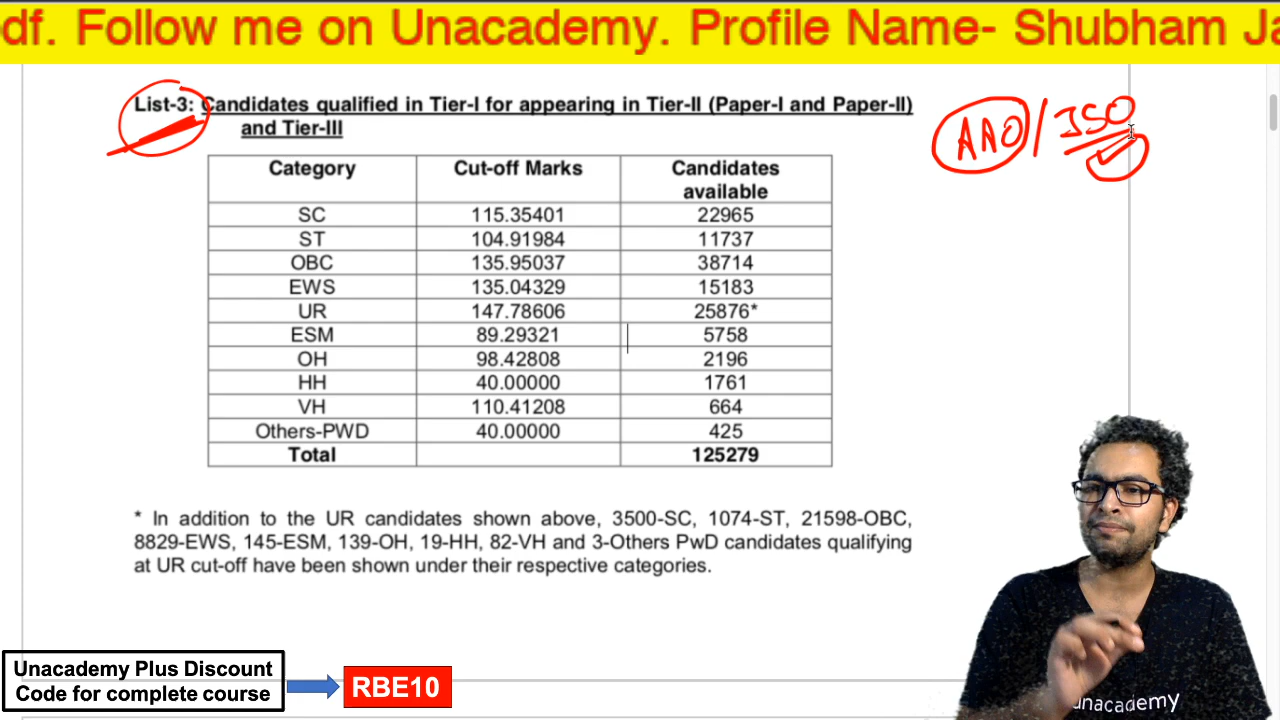 df. Follow me on Unacademy. Profile Name- Shubham Ja
List-3: Candidates qualified in Tier-I for appearing in Tier-II (Paper-I and Paper-II)
and Tier-III
AAO / JSO
Category Cut-off Marks Candidates available
SC 115.35401 22965
ST 104.91984 11737
OBC 135.95037 38714
EWS 135.04329 15183
UR 147.78606 25876*
ESM 89.29321 5758
OH 98.42808 2196
HH 40.00000 1761
VH 110.41208 664
Others-PWD 40.00000 425
Total 125279
* In addition to the UR candidates shown above, 3500-SC, 1074-ST, 21598-OBC,
8829-EWS, 145-ESM, 139-OH, 19-HH, 82-VH and 3-Others PwD candidates qualifying
at UR cut-off have been shown under their respective categories.
Unacademy Plus Discount
Code for complete course
RBE10
unacademy